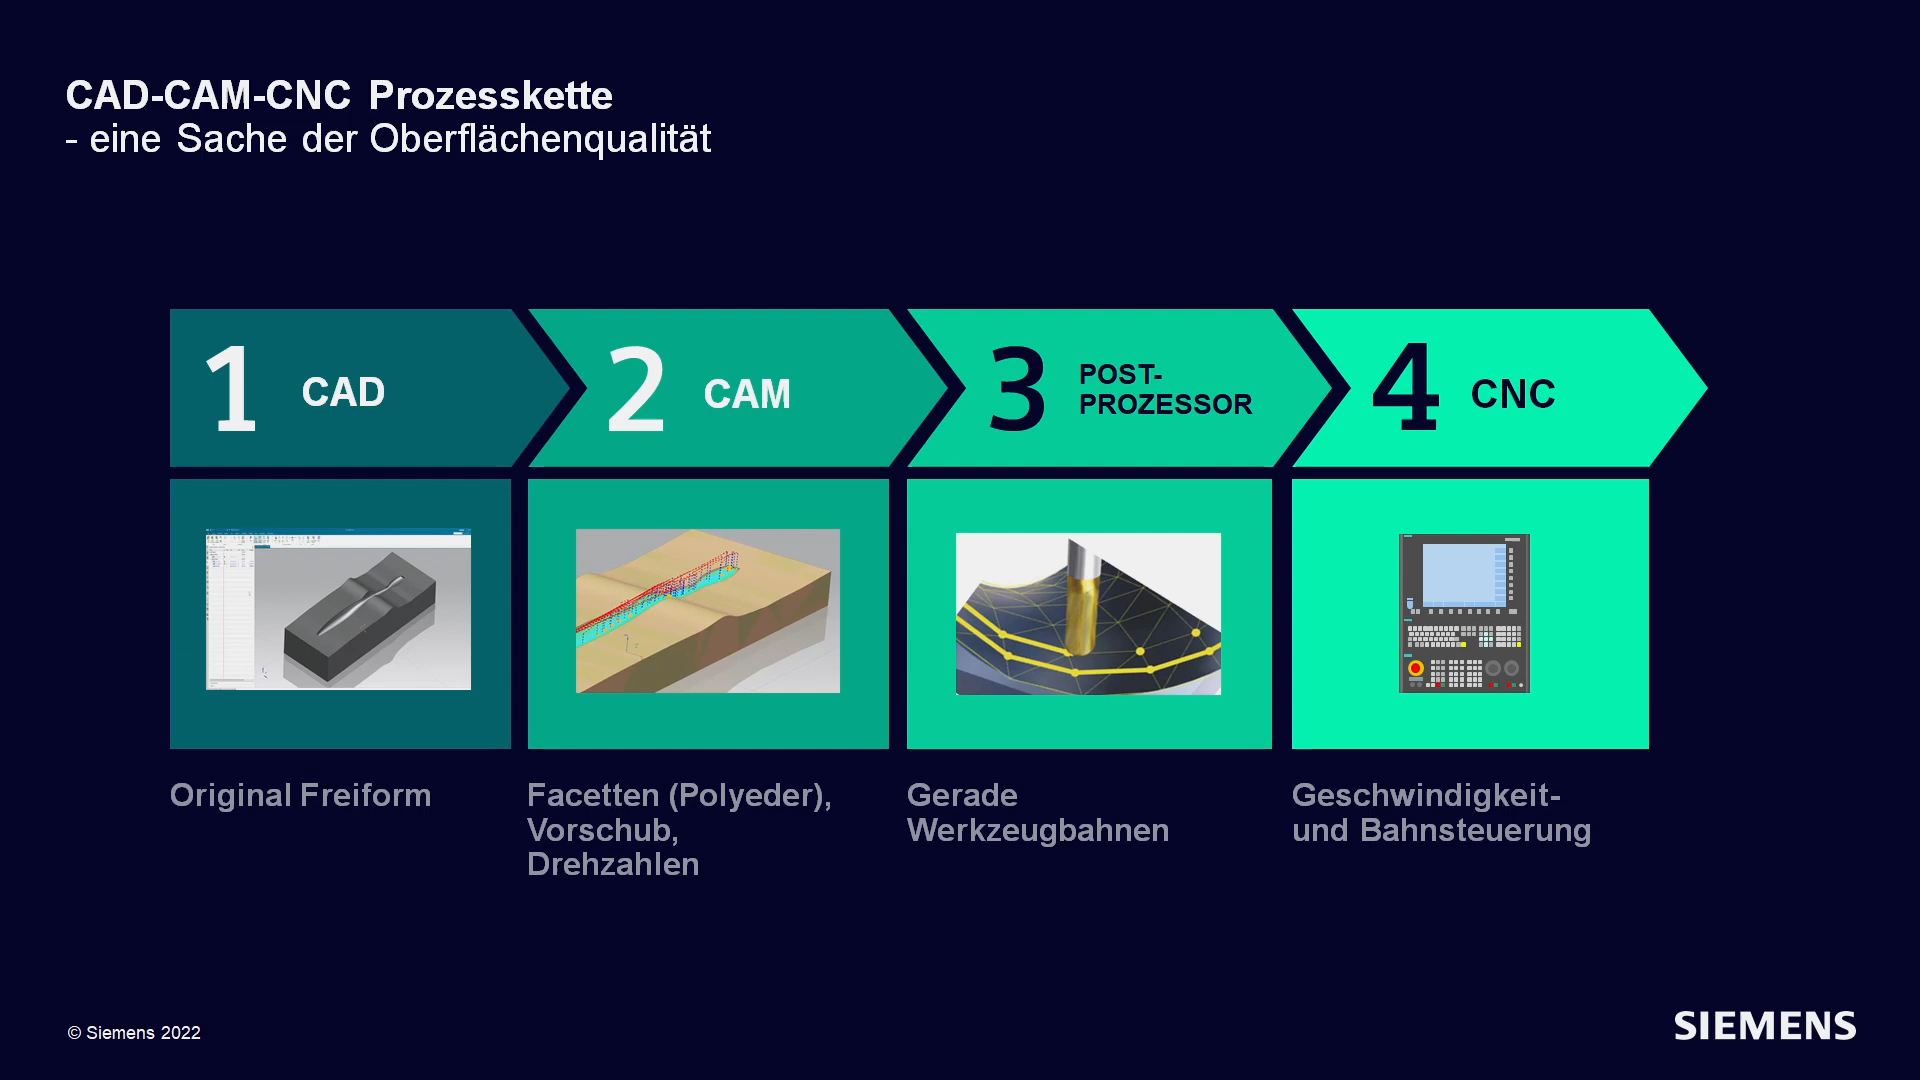 CAD-CAM-CNC Prozesskette
- eine Sache der Oberflächenqualität
1 CAD
2 CAM
3 POST-
PROZESSOR
4 CNC
Original Freiform
Facetten (Polyeder),
Vorschub,
Drehzahlen
Gerade
Werkzeugbahnen
Geschwindigkeit-
und Bahnsteuerung
© Siemens 2022
SIEMENS